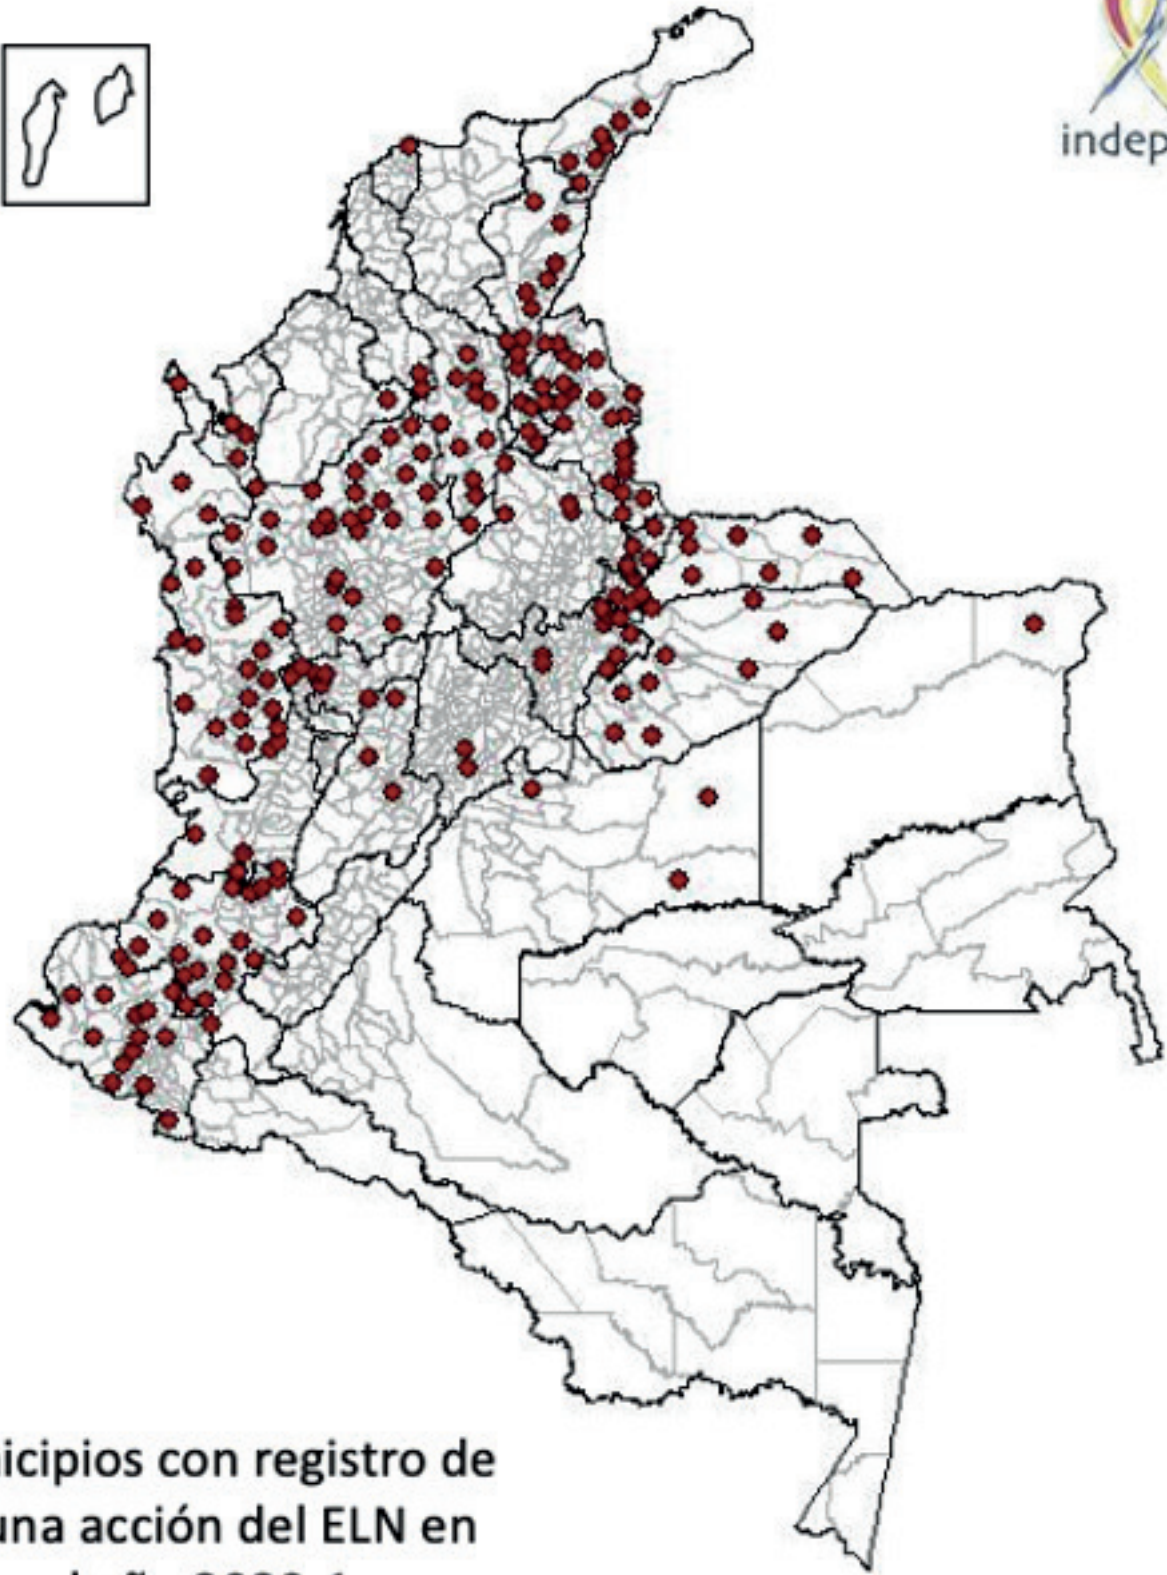 indep
icipios con registro de
una acción del ELN en